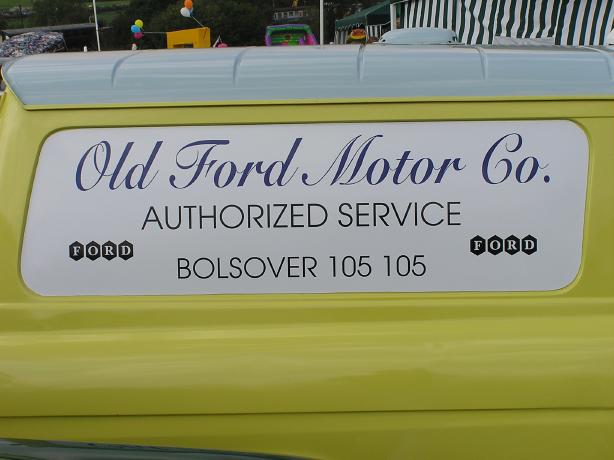 Old Ford Motor Co.
AUTHORIZED SERVICE
FORD FORD
BOLSOVER 105 105